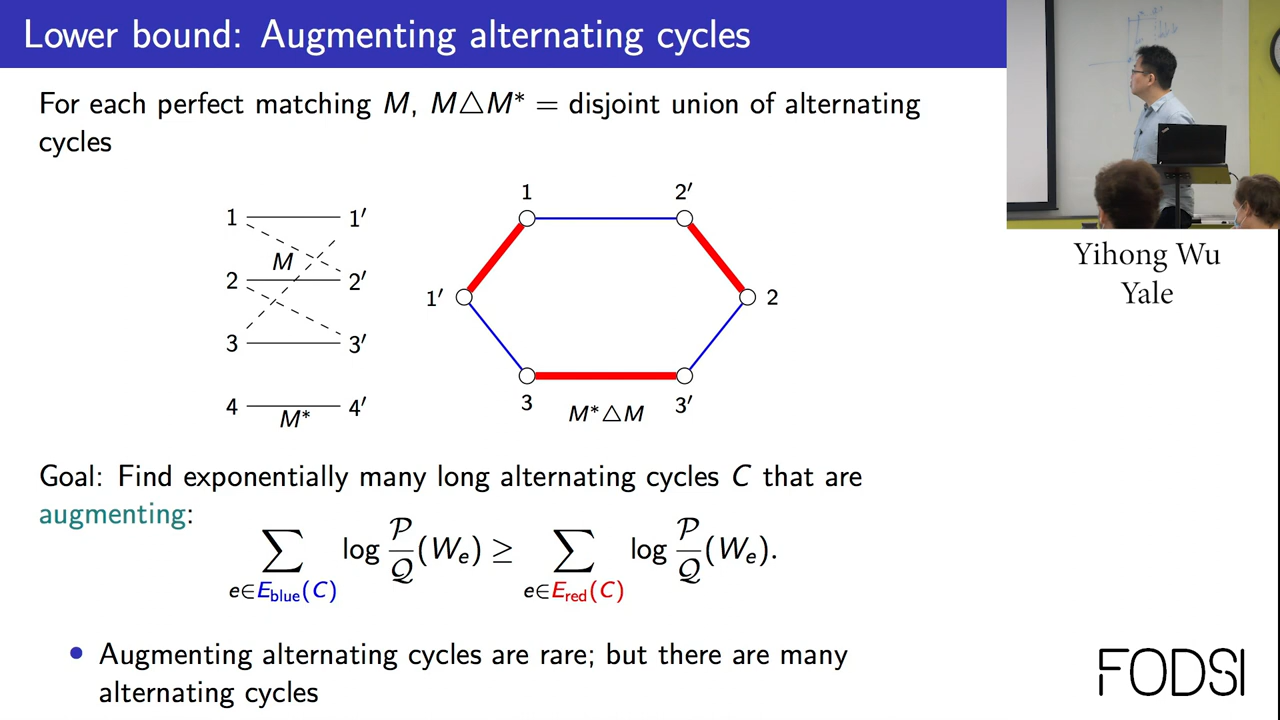 Lower bound: Augmenting alternating cycles
For each perfect matching M, M△M* = disjoint union of alternating
cycles
1 1′
M
2 2′
3 3′
4 4′
M*
1 2′
1′ 2
3 3′
M*△M
Goal: Find exponentially many long alternating cycles C that are
augmenting:
∑_{e∈E_blue(C)} log 𝒫/𝒬 (W_e) ≥ ∑_{e∈E_red(C)} log 𝒫/𝒬 (W_e).
• Augmenting alternating cycles are rare; but there are many
alternating cycles
Yihong Wu
Yale
FODSI